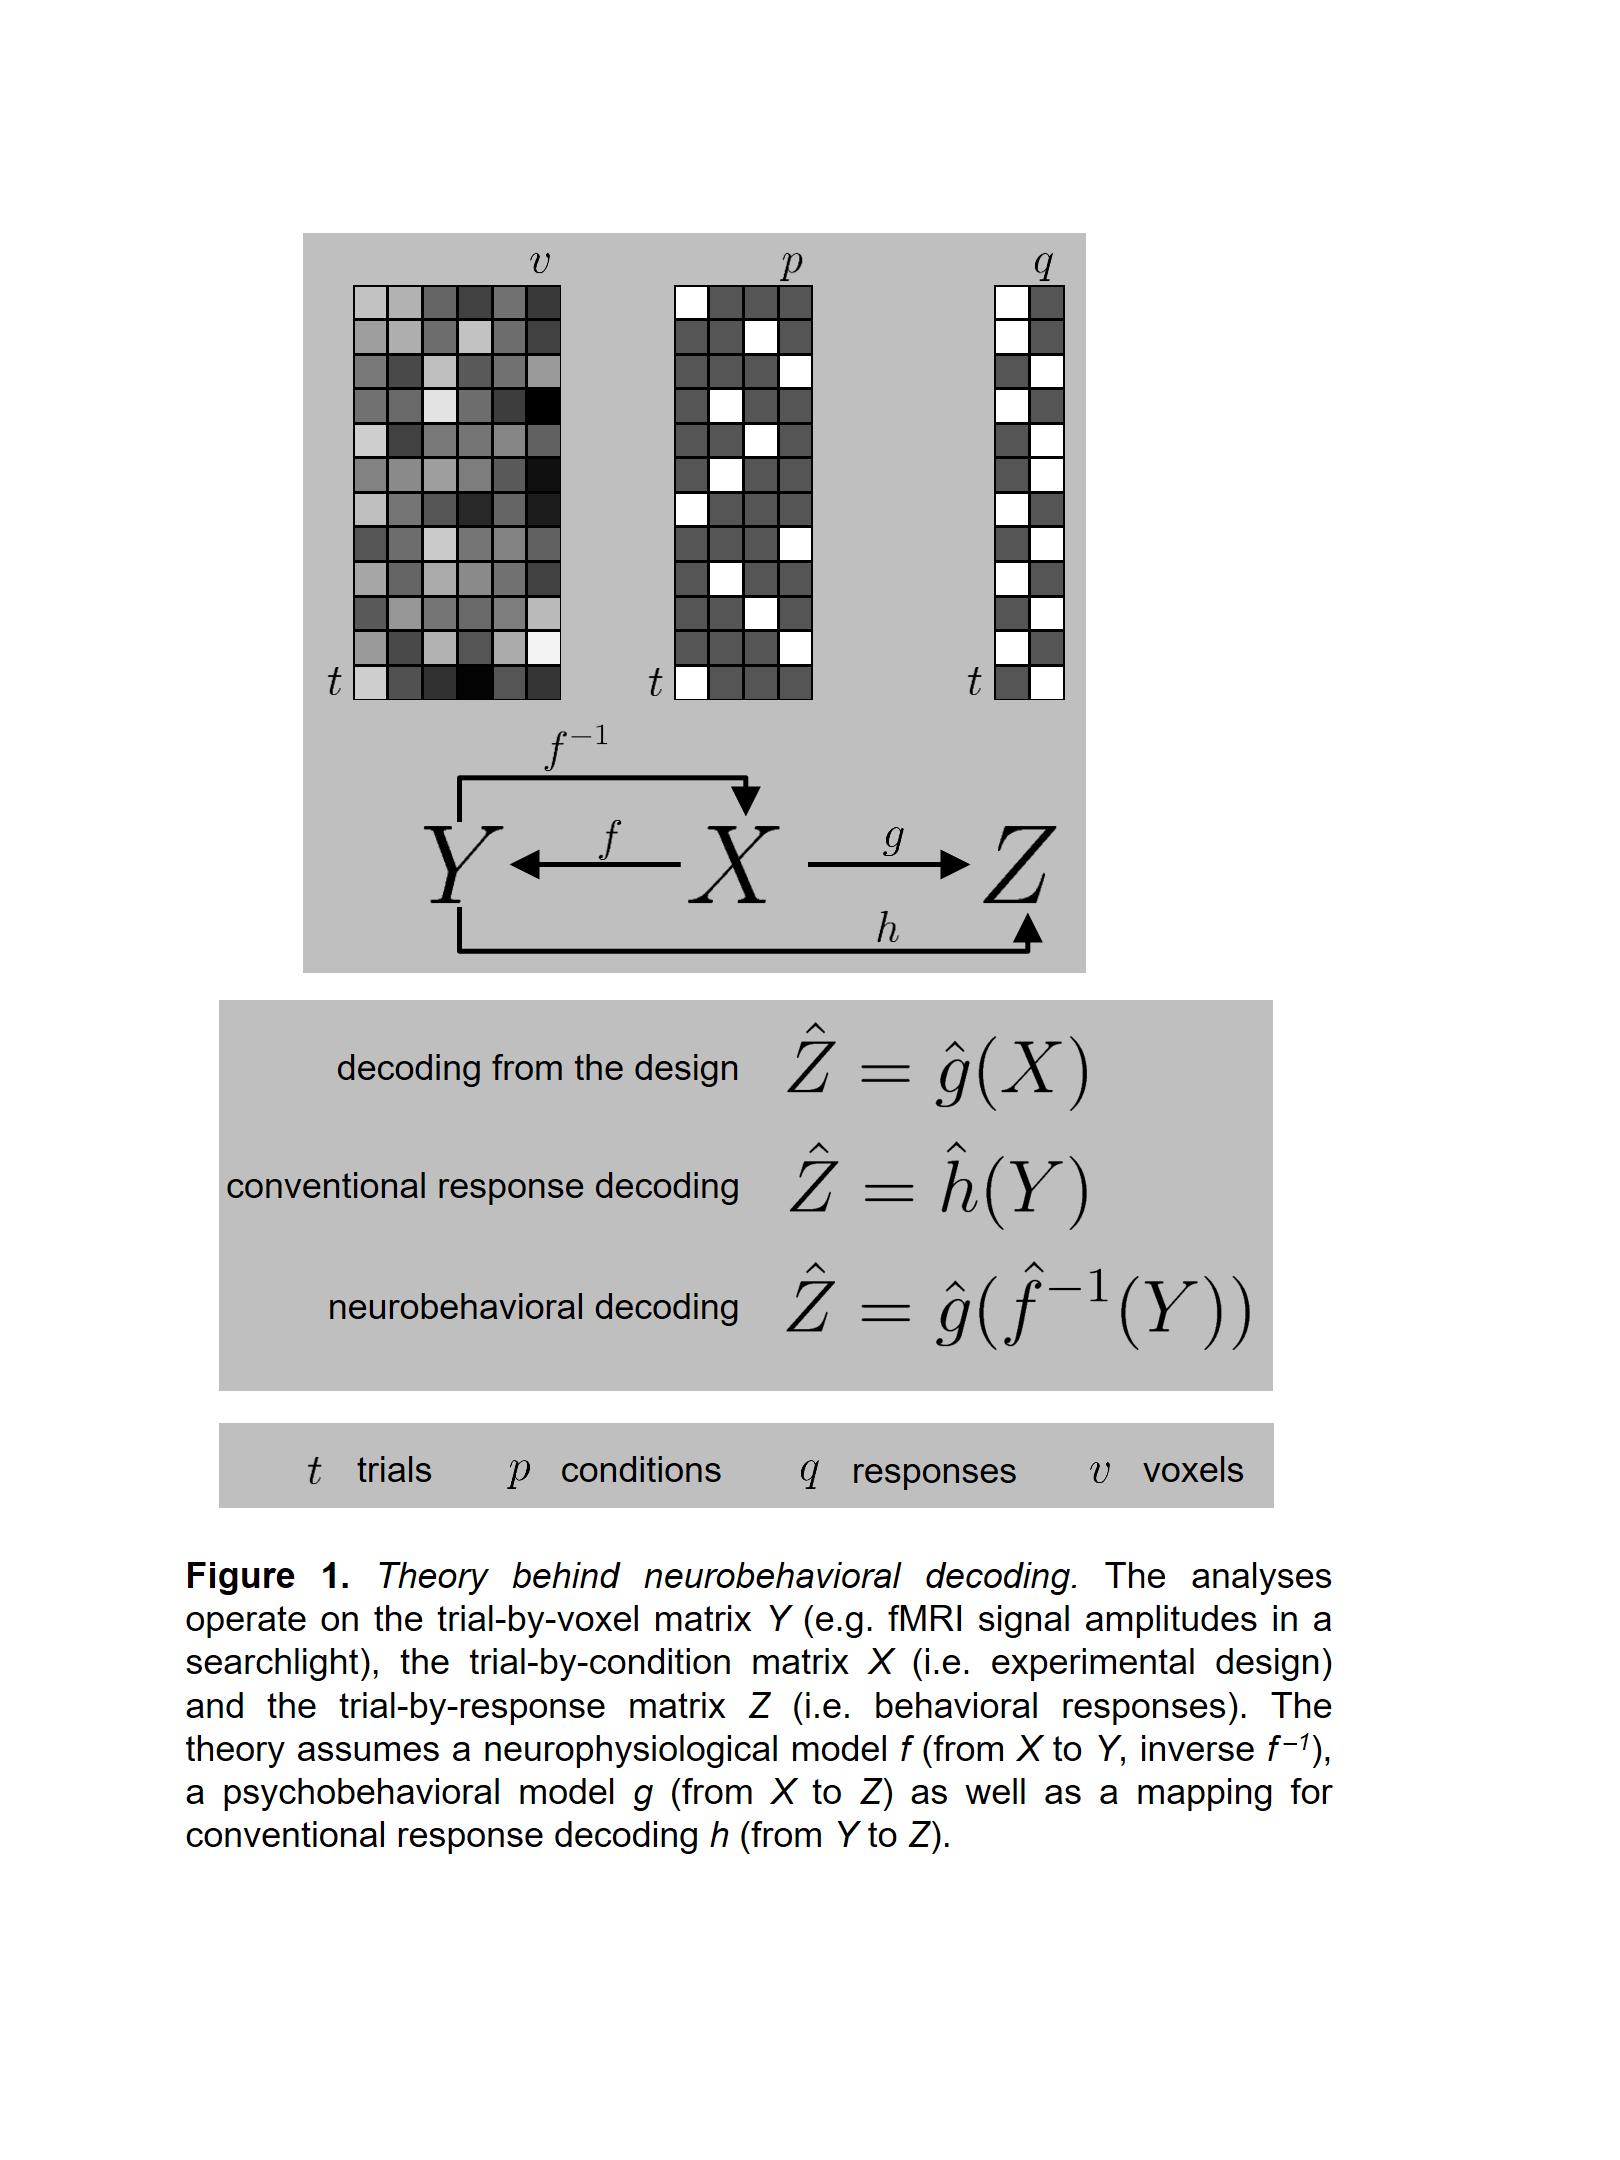 v p q
t t t
f⁻¹
Y f X g Z
h
decoding from the design Ẑ = ĝ(X)
conventional response decoding Ẑ = ĥ(Y)
neurobehavioral decoding Ẑ = ĝ(f̂⁻¹(Y))
t trials p conditions q responses v voxels
Figure 1. Theory behind neurobehavioral decoding. The analyses
operate on the trial-by-voxel matrix Y (e.g. fMRI signal amplitudes in a
searchlight), the trial-by-condition matrix X (i.e. experimental design)
and the trial-by-response matrix Z (i.e. behavioral responses). The
theory assumes a neurophysiological model f (from X to Y, inverse f⁻¹),
a psychobehavioral model g (from X to Z) as well as a mapping for
conventional response decoding h (from Y to Z).